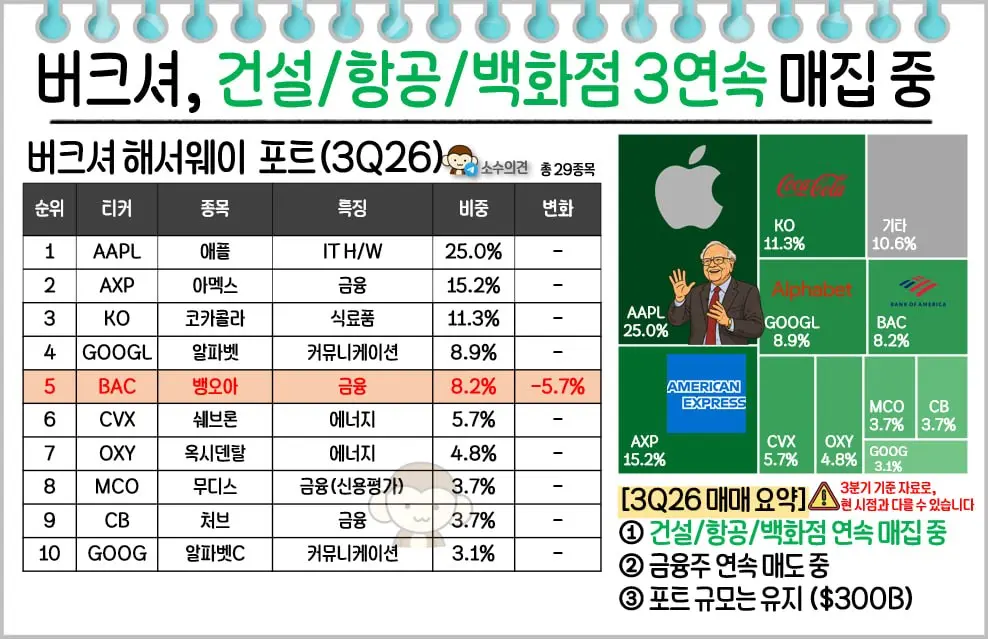 버크셔, 건설/항공/백화점 3연속 매집 중
버크셔 해서웨이 포트(3Q26) 소수의견 총 29종목
순위 티커 종목 특징 비중 변화
1 AAPL 애플 IT H/W 25.0% -
2 AXP 아멕스 금융 15.2% -
3 KO 코카콜라 식료품 11.3% -
4 GOOGL 알파벳 커뮤니케이션 8.9% -
5 BAC 뱅오아 금융 8.2% -5.7%
6 CVX 쉐브론 에너지 5.7% -
7 OXY 옥시덴탈 에너지 4.8% -
8 MCO 무디스 금융(신용평가) 3.7% -
9 CB 처브 금융 3.7% -
10 GOOG 알파벳C 커뮤니케이션 3.1% -
AAPL
25.0%
Coca-Cola
KO
11.3%
기타
10.6%
Alphabet
GOOGL
8.9%
BANK OF AMERICA
BAC
8.2%
AMERICAN
EXPRESS
AXP
15.2%
CVX
5.7%
OXY
4.8%
MCO
3.7%
CB
3.7%
GOOG
3.1%
[3Q26 매매 요약]
3분기 기준 자료로,
현 시점과 다를 수 있습니다
① 건설/항공/백화점 연속 매집 중
② 금융주 연속 매도 중
③ 포트 규모는 유지 ($300B)